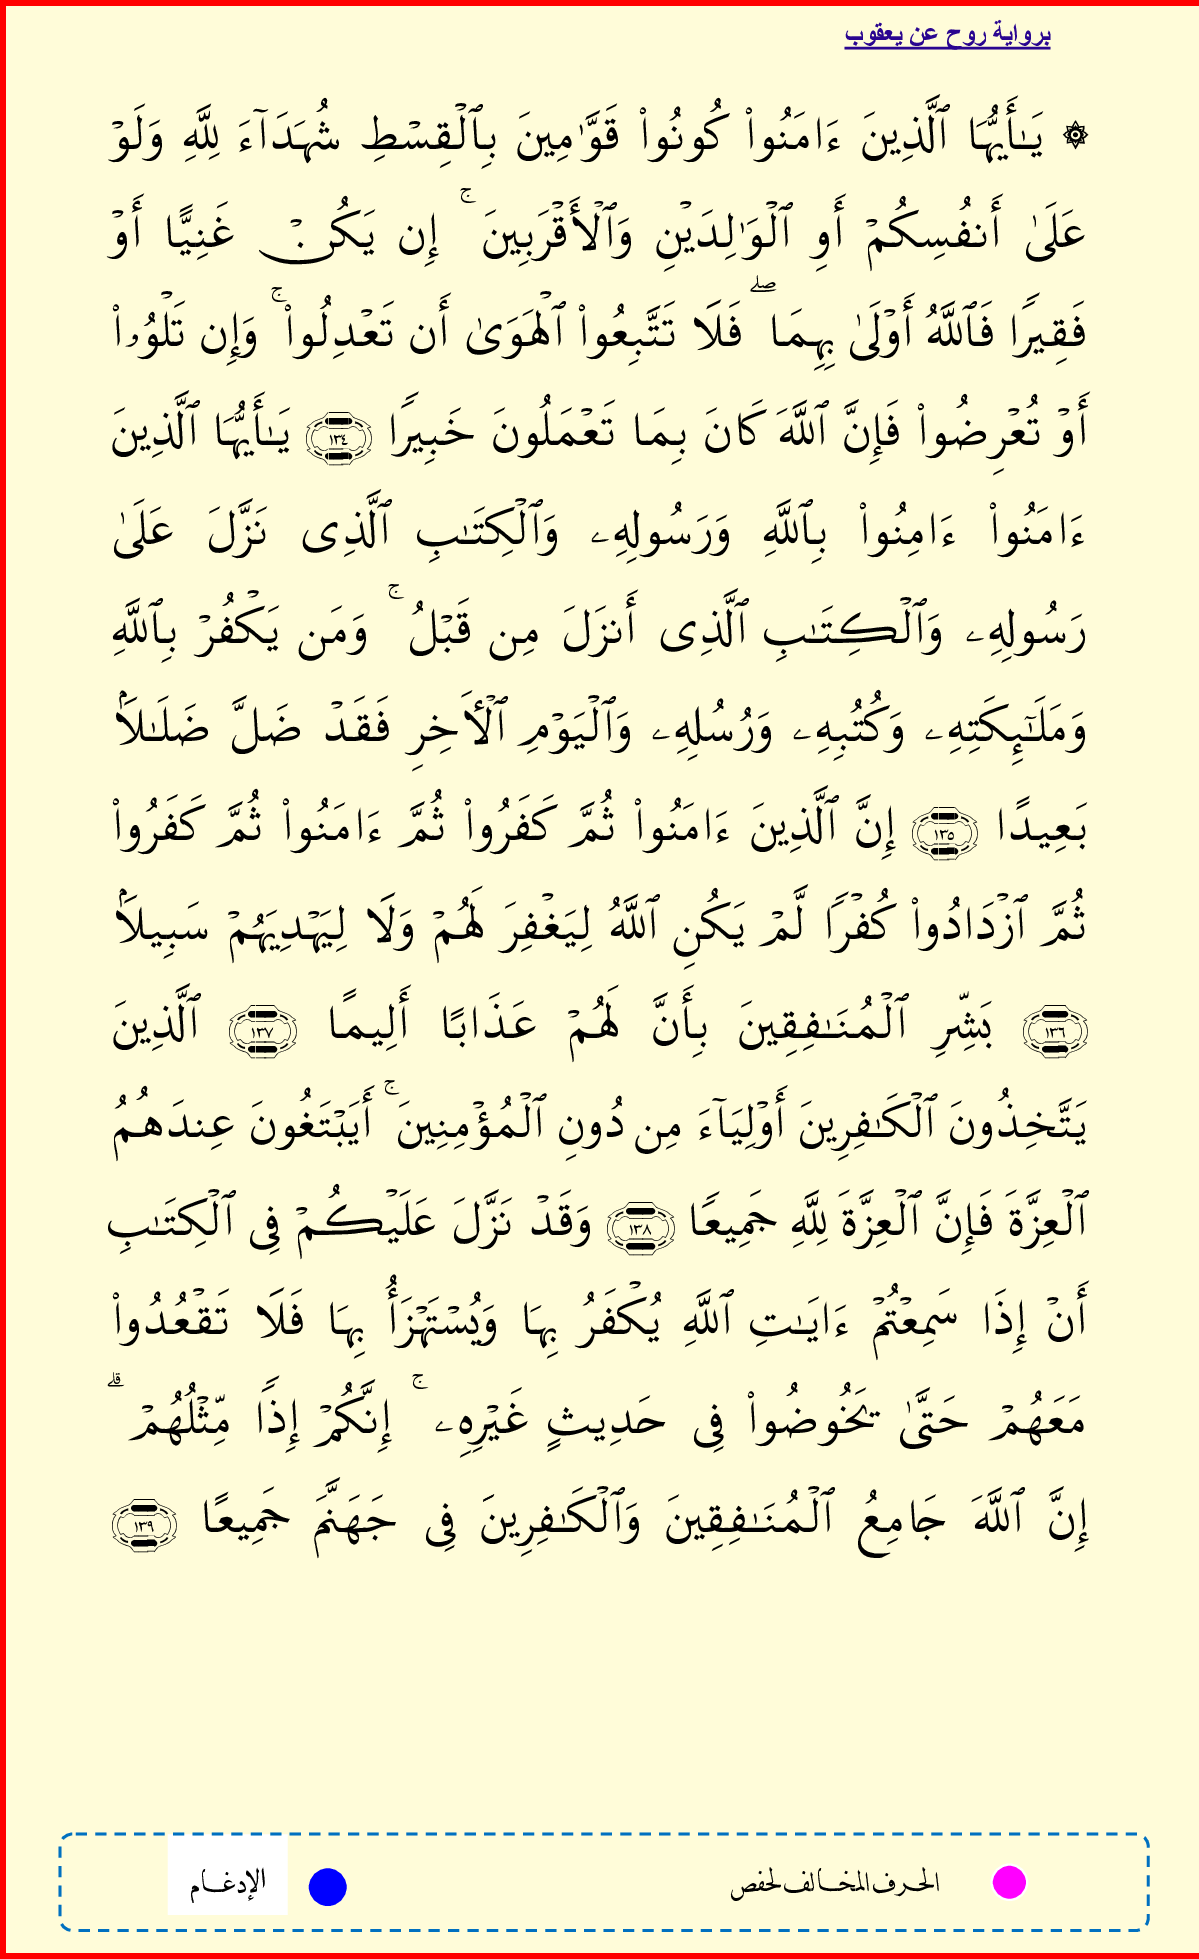 برواية روح عن يعقوب
۞ يَـٰٓأَيُّهَا ٱلَّذِينَ ءَامَنُوا۟ كُونُوا۟ قَوَّٰمِينَ بِٱلْقِسْطِ شُهَدَآءَ لِلَّهِ وَلَوْ
عَلَىٰٓ أَنفُسِكُمْ أَوِ ٱلْوَٰلِدَيْنِ وَٱلْأَقْرَبِينَ ۚ إِن يَكُنْ غَنِيًّا أَوْ
فَقِيرًا فَٱللَّهُ أَوْلَىٰ بِهِمَا ۖ فَلَا تَتَّبِعُوا۟ ٱلْهَوَىٰٓ أَن تَعْدِلُوا۟ ۚ وَإِن تَلْوُۥٓا۟
أَوْ تُعْرِضُوا۟ فَإِنَّ ٱللَّهَ كَانَ بِمَا تَعْمَلُونَ خَبِيرًا ١٣٤ يَـٰٓأَيُّهَا ٱلَّذِينَ
ءَامَنُوٓا۟ ءَامِنُوا۟ بِٱللَّهِ وَرَسُولِهِۦ وَٱلْكِتَـٰبِ ٱلَّذِى نَزَّلَ عَلَىٰ
رَسُولِهِۦ وَٱلْكِتَـٰبِ ٱلَّذِىٓ أَنزَلَ مِن قَبْلُ ۚ وَمَن يَكْفُرْ بِٱللَّهِ
وَمَلَـٰٓئِكَتِهِۦ وَكُتُبِهِۦ وَرُسُلِهِۦ وَٱلْيَوْمِ ٱلْـَٔاخِرِ فَقَدْ ضَلَّ ضَلَـٰلًۢا
بَعِيدًا ١٣٥ إِنَّ ٱلَّذِينَ ءَامَنُوا۟ ثُمَّ كَفَرُوا۟ ثُمَّ ءَامَنُوا۟ ثُمَّ كَفَرُوا۟
ثُمَّ ٱزْدَادُوا۟ كُفْرًا لَّمْ يَكُنِ ٱللَّهُ لِيَغْفِرَ لَهُمْ وَلَا لِيَهْدِيَهُمْ سَبِيلًۢا
١٣٦ بَشِّرِ ٱلْمُنَـٰفِقِينَ بِأَنَّ لَهُمْ عَذَابًا أَلِيمًا ١٣٧ ٱلَّذِينَ
يَتَّخِذُونَ ٱلْكَـٰفِرِينَ أَوْلِيَآءَ مِن دُونِ ٱلْمُؤْمِنِينَ ۚ أَيَبْتَغُونَ عِندَهُمُ
ٱلْعِزَّةَ فَإِنَّ ٱلْعِزَّةَ لِلَّهِ جَمِيعًا ١٣٨ وَقَدْ نَزَّلَ عَلَيْكُمْ فِى ٱلْكِتَـٰبِ
أَنْ إِذَا سَمِعْتُمْ ءَايَـٰتِ ٱللَّهِ يُكْفَرُ بِهَا وَيُسْتَهْزَأُ بِهَا فَلَا تَقْعُدُوا۟
مَعَهُمْ حَتَّىٰ يَخُوضُوا۟ فِى حَدِيثٍ غَيْرِهِۦٓ ۚ إِنَّكُمْ إِذًا مِّثْلُهُمْ ۗ
إِنَّ ٱللَّهَ جَامِعُ ٱلْمُنَـٰفِقِينَ وَٱلْكَـٰفِرِينَ فِى جَهَنَّمَ جَمِيعًا ١٣٩
الحرف المخالف لحفص الإدغام